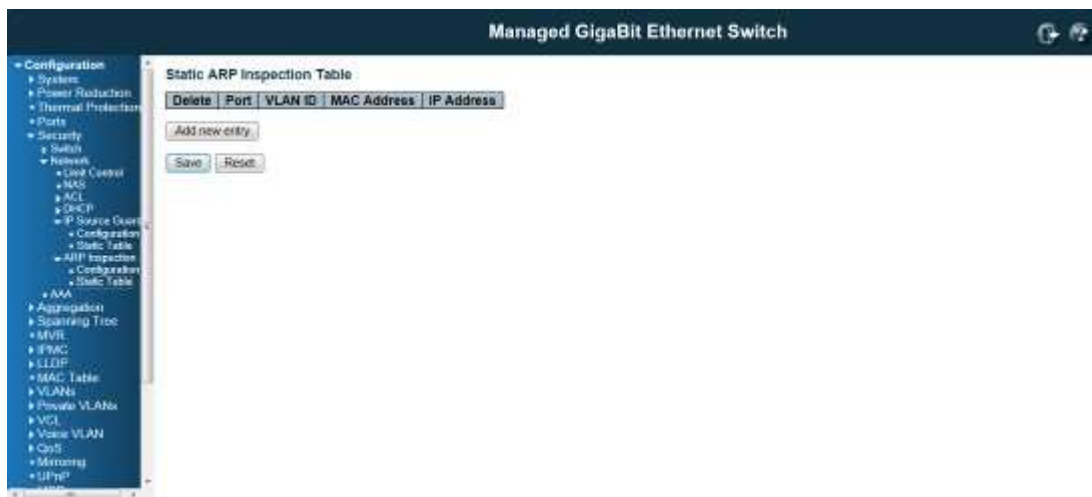 Managed GigaBit Ethernet Switch
Configuration
System
Power Reduction
Thermal Protection
Ports
Security
Switch
Network
Limit Control
NAS
ACL
DHCP
IP Source Guard
Configuration
Static Table
ARP Inspection
Configuration
Static Table
AAA
Aggregation
Spanning Tree
MVR
IPMC
LLDP
MAC Table
VLANs
Private VLANs
VCL
Voice VLAN
QoS
Mirroring
UPnP
Static ARP Inspection Table
Delete Port VLAN ID MAC Address IP Address
Add new entry
Save Reset